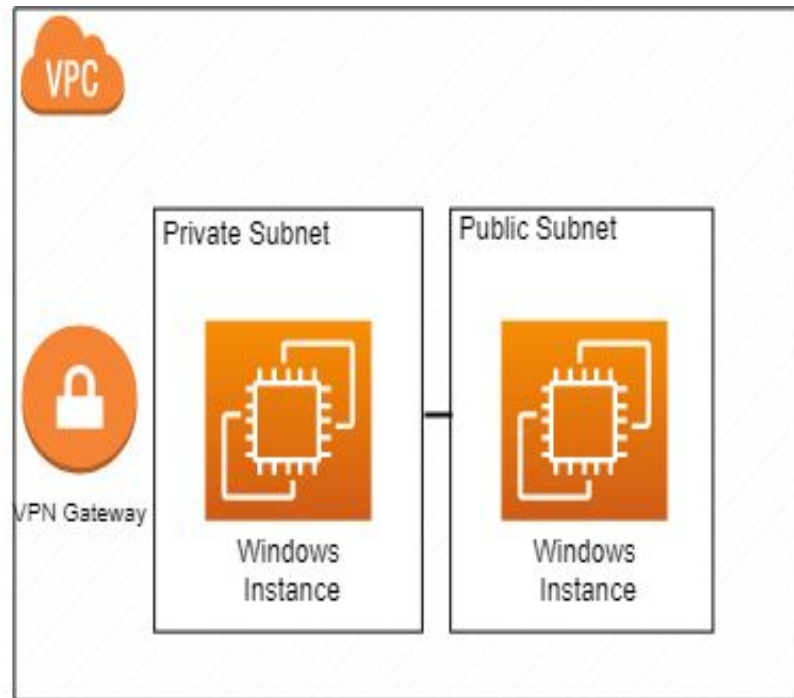 VPC
Private Subnet
Public Subnet
VPN Gateway
Windows
Instance
Windows
Instance